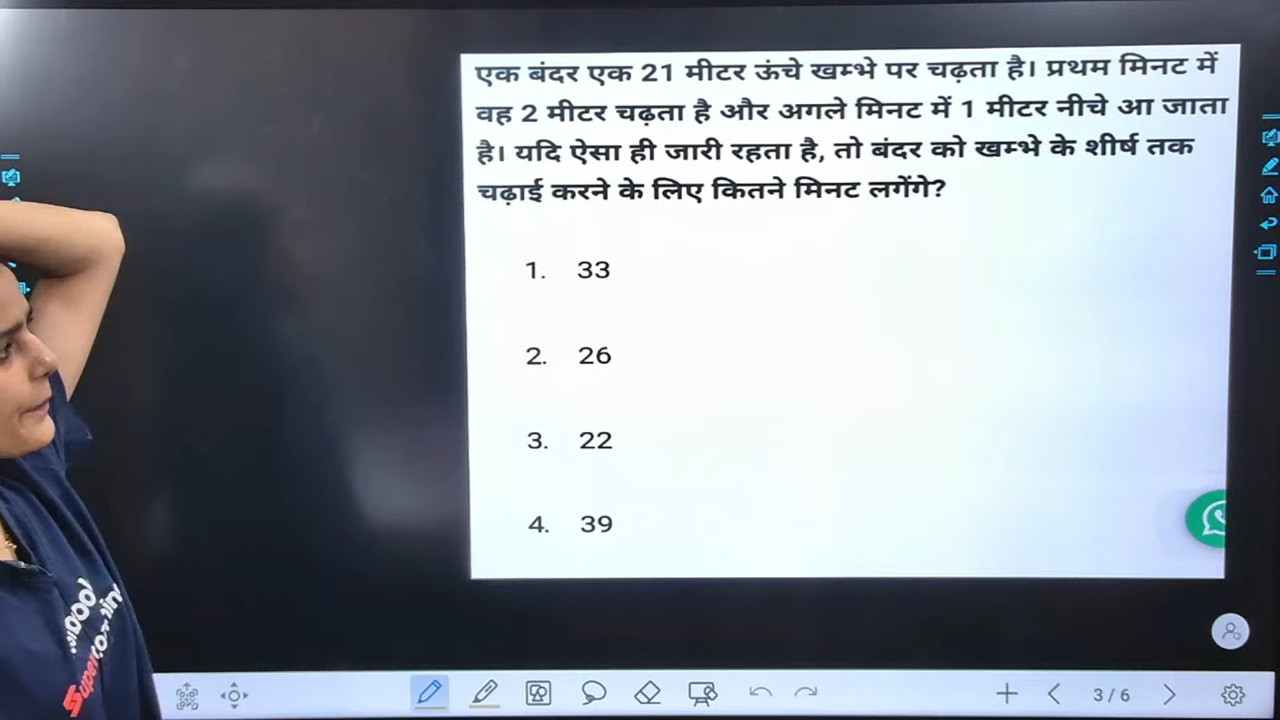 एक बंदर एक 21 मीटर ऊंचे खम्भे पर चढ़ता है। प्रथम मिनट में
वह 2 मीटर चढ़ता है और अगले मिनट में 1 मीटर नीचे आ जाता
है। यदि ऐसा ही जारी रहता है, तो बंदर को खम्भे के शीर्ष तक
चढ़ाई करने के लिए कितने मिनट लगेंगे?
1. 33
2. 26
3. 22
4. 39
3 / 6